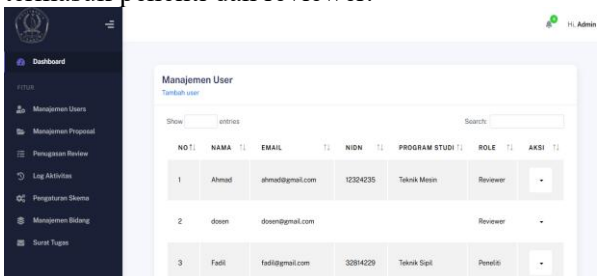 termasuk peneliti dan reviewer.
Hi, Admin
Dashboard
FITUR
Manajemen Users
Manajemen Proposal
Penugasan Review
Log Aktivitas
Pengaturan Skema
Manajemen Bidang
Surat Tugas
Manajemen User
Tambah user
Show entries
Search:
NO NAMA EMAIL NIDN PROGRAM STUDI ROLE AKSI
1 Ahmad ahmad@gmail.com 12324235 Teknik Mesin Reviewer
2 dosen dosen@gmail.com Reviewer
3 Fadil fadil@gmail.com 32814229 Teknik Sipil Peneliti